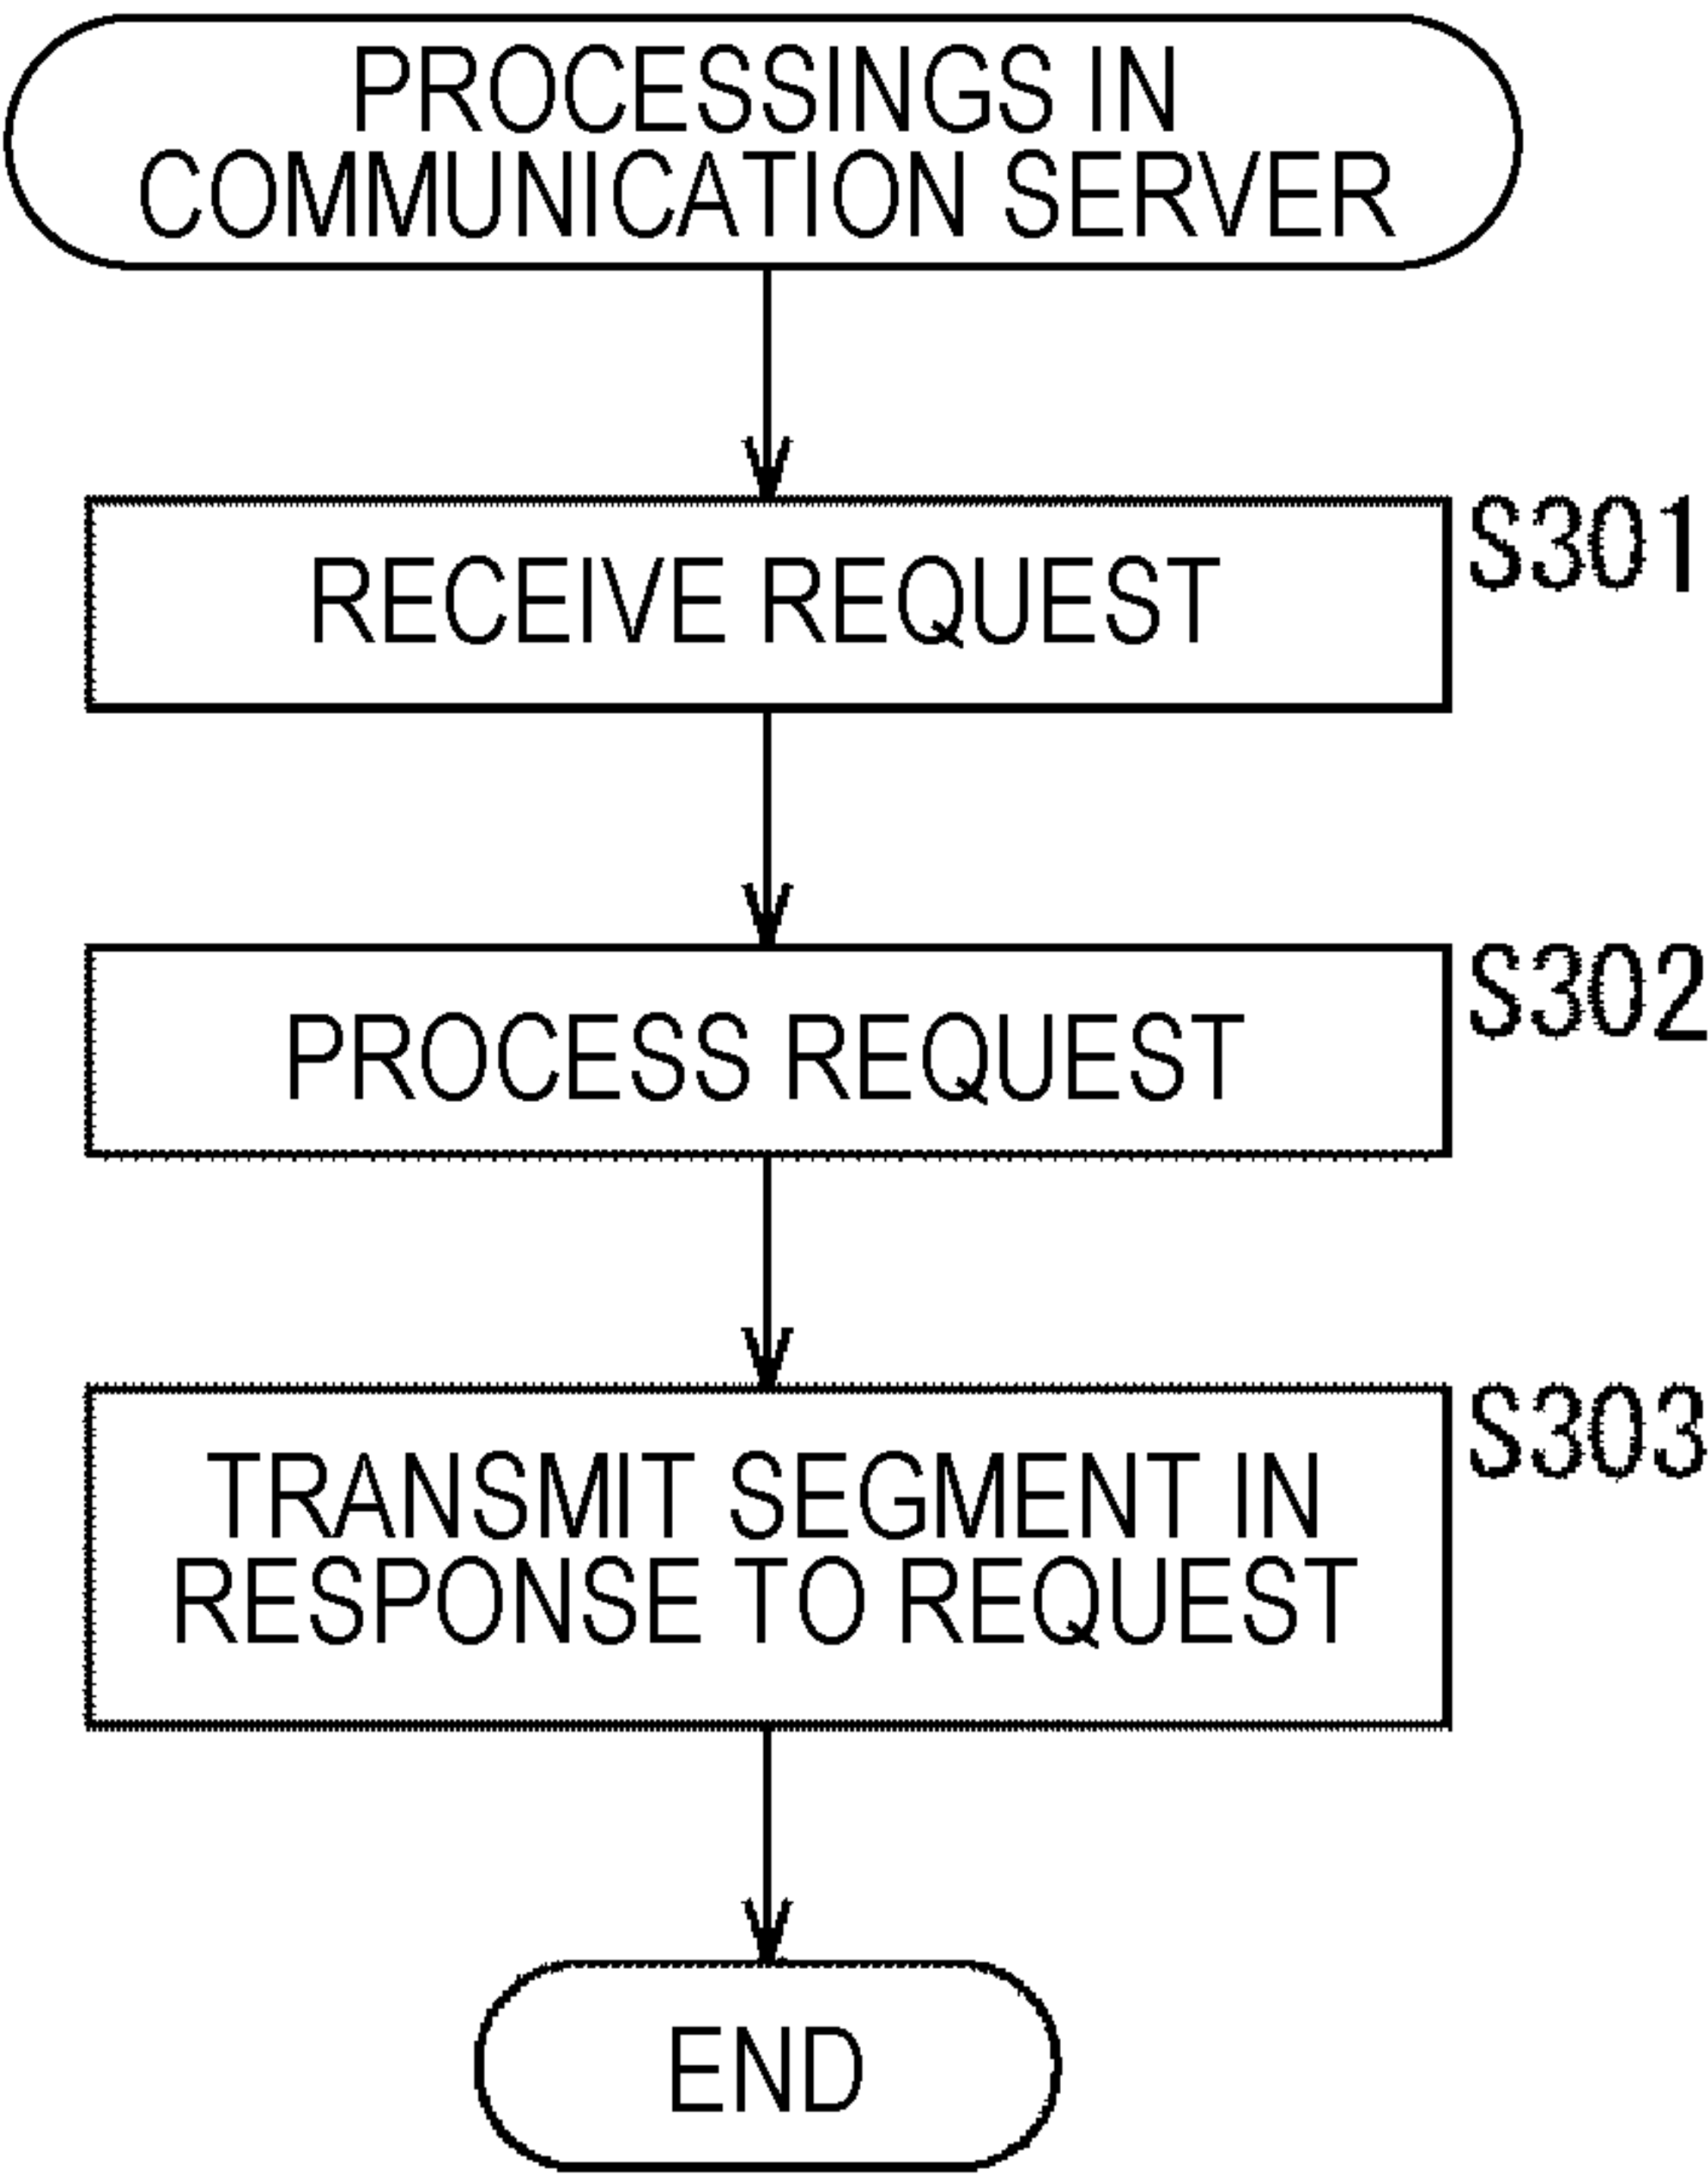 PROCESSINGS IN
COMMUNICATION SERVER
S301
RECEIVE REQUEST
S302
PROCESS REQUEST
S303
TRANSMIT SEGMENT IN
RESPONSE TO REQUEST
END